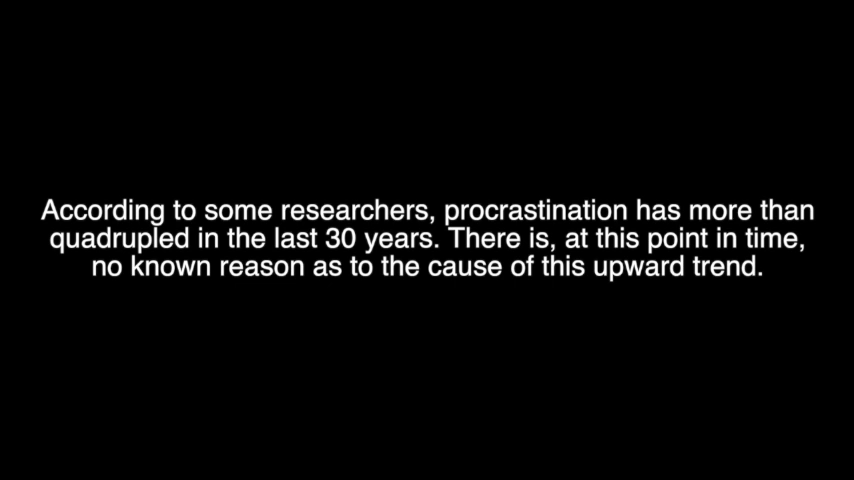 According to some researchers, procrastination has more than
quadrupled in the last 30 years. There is, at this point in time,
no known reason as to the cause of this upward trend.